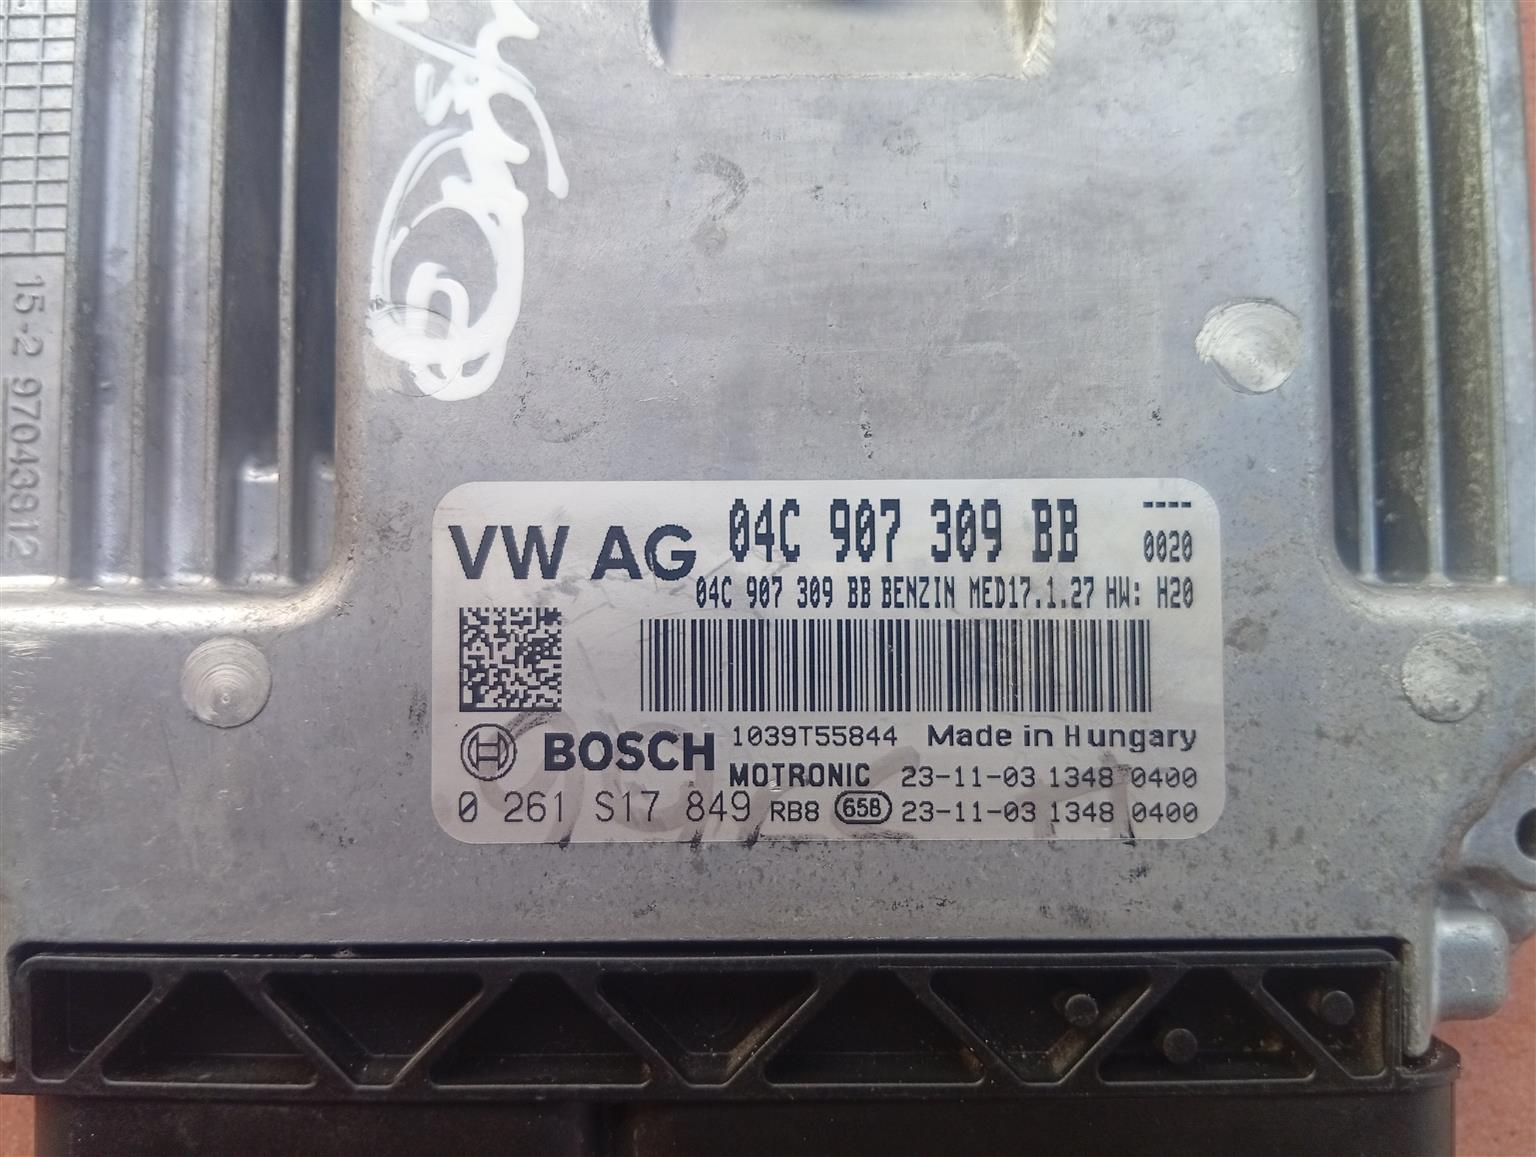 15-2 97043812
VW AG 04C 907 309 BB ----
0020
04C 907 309 BB BENZIN MED17.1.27 HW: H20
BOSCH 1039T55844 Made in Hungary
MOTRONIC 23-11-03 1348 0400
0 261 S17 849 RB8 65B 23-11-03 1348 0400